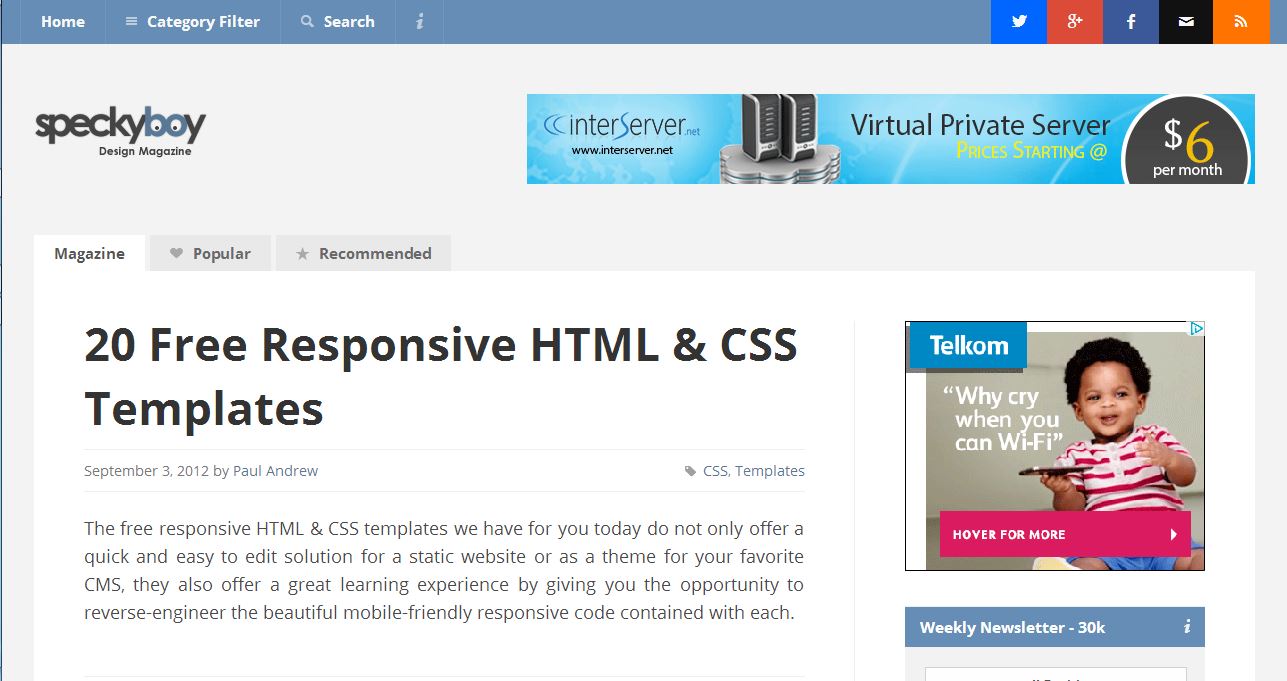 Home
Category Filter
Search
i
speckyboy
Design Magazine
interServer.net
www.interserver.net
Virtual Private Server
PRICES STARTING @
$6
per month
Magazine
Popular
Recommended
20 Free Responsive HTML & CSS
Templates
September 3, 2012 by Paul Andrew
CSS, Templates
The free responsive HTML & CSS templates we have for you today do not only offer a
quick and easy to edit solution for a static website or as a theme for your favorite
CMS, they also offer a great learning experience by giving you the opportunity to
reverse-engineer the beautiful mobile-friendly responsive code contained with each.
Telkom
“Why cry
when you
can Wi-Fi”
HOVER FOR MORE
Weekly Newsletter - 30k
i